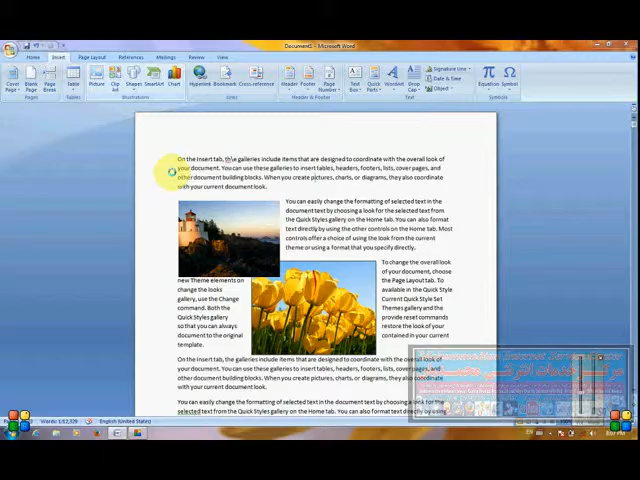 Document1 - Microsoft Word
Home Insert Page Layout References Mailings Review View
Cover Page Blank Page Page Break Table Picture Clip Art Shapes SmartArt Chart Hyperlink Bookmark Cross-reference Header Footer Page Number Text Box Quick Parts WordArt Drop Cap Signature Line Date & Time Object Equation Symbol
Pages Tables Illustrations Links Header & Footer Text Symbols
On the Insert tab, th\e galleries include items that are designed to coordinate with the overall look of
your document. You can use these galleries to insert tables, headers, footers, lists, cover pages, and
other document building blocks. When you create pictures, charts, or diagrams, they also coordinate
with your current document look.
You can easily change the formatting of selected text in the
document text by choosing a look for the selected text from
the Quick Styles gallery on the Home tab. You can also format
text directly by using the other controls on the Home tab. Most
controls offer a choice of using the look from the current
theme or using a format that you specify directly.
To change the overall look
of your document, choose
the Page Layout tab. To
available in the Quick Style
Current Quick Style Set
Themes gallery and the
provide reset commands
restore the look of your
contained in your current
new Theme elements on
change the looks
gallery, use the Change
command. Both the
Quick Styles gallery
so that you can always
document to the original
template.
On the Insert tab, the galleries include items that are designed to coordinate with the overall look of
your document. You can use these galleries to insert tables, headers, footers, lists, cover pages, and
other document building blocks. When you create pictures, charts, or diagrams, they also coordinate
with your current document look.
You can easily change the formatting of selected text in the document text by choosing a look for the
selected text from the Quick Styles gallery on the Home tab. You can also format text directly by using
English (United States)
EN